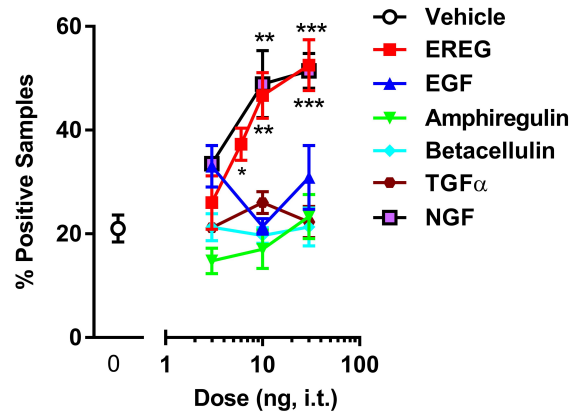 % Positive Samples
60
40
20
0
0
1
10
100
Dose (ng, i.t.)
**
***
***
**
*
Vehicle
EREG
EGF
Amphiregulin
Betacellulin
TGFα
NGF